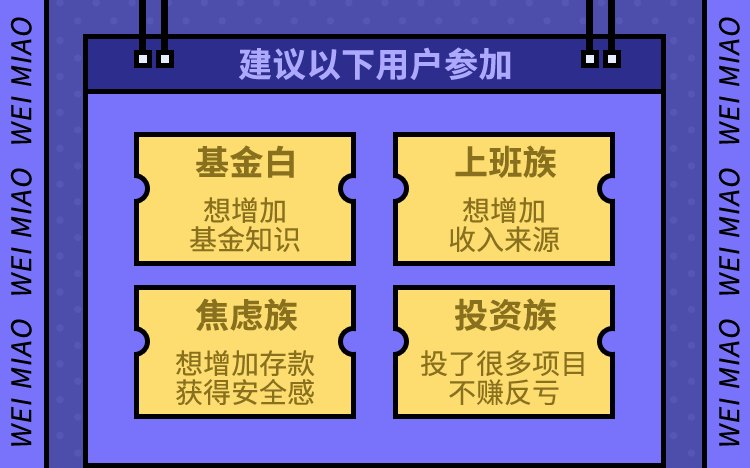 建议以下用户参加
基金白
想增加
基金知识
上班族
想增加
收入来源
焦虑族
想增加存款
获得安全感
投资族
投了很多项目
不赚反亏
WEI MIAO
WEI MIAO
WEI MIAO
WEI MIAO
WEI MIAO
WEI MIAO